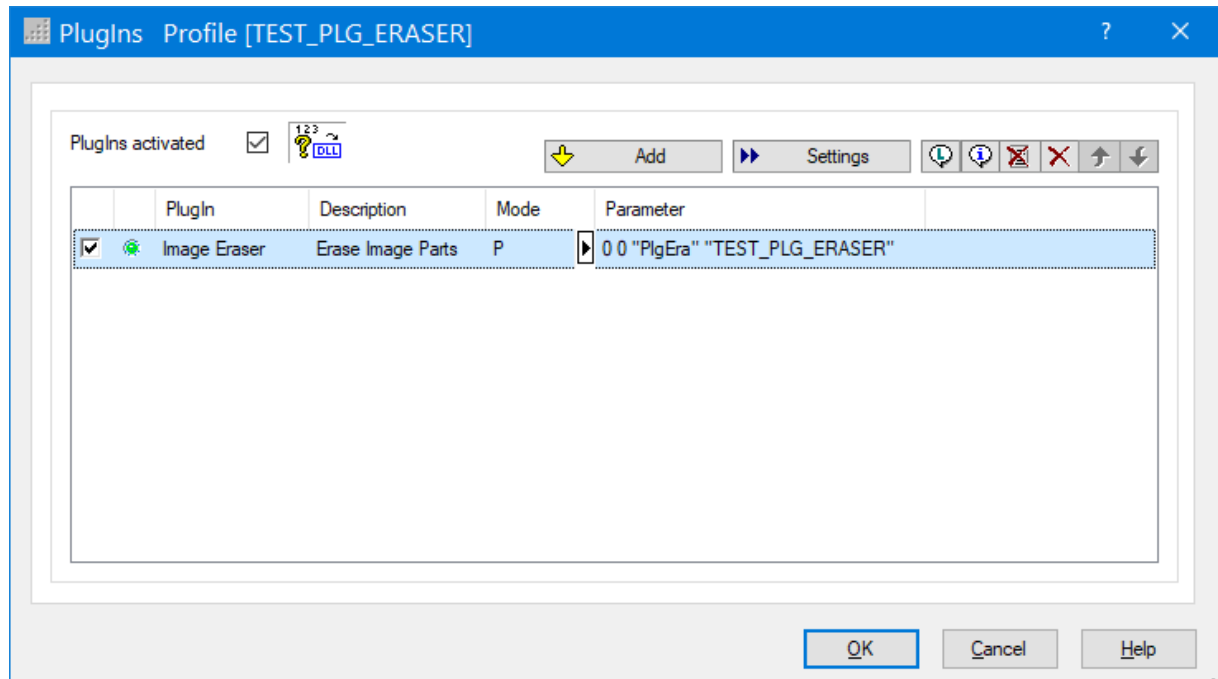 PlugIns Profile [TEST_PLG_ERASER] ?
PlugIns activated 123 ? DLL Add Settings L i
PlugIn Description Mode Parameter
Image Eraser Erase Image Parts P 0 0 "PlgEra" "TEST_PLG_ERASER"
OK Cancel Help